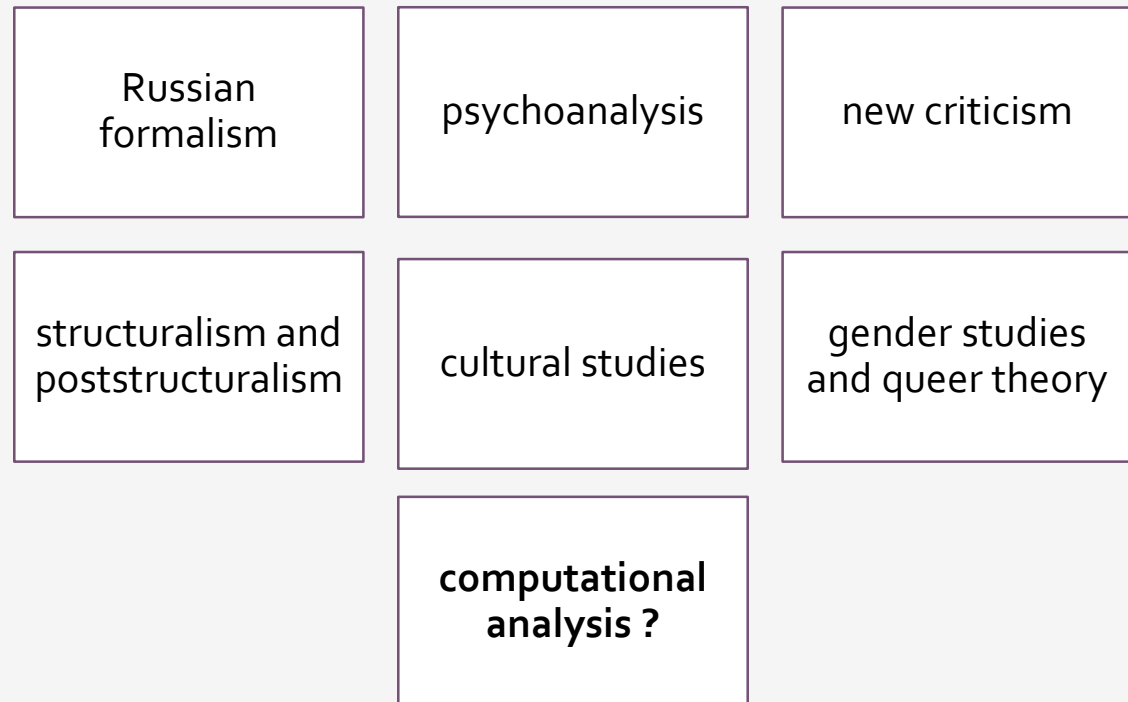 Russian
formalism
psychoanalysis
new criticism
structuralism and
poststructuralism
cultural studies
gender studies
and queer theory
computational
analysis ?